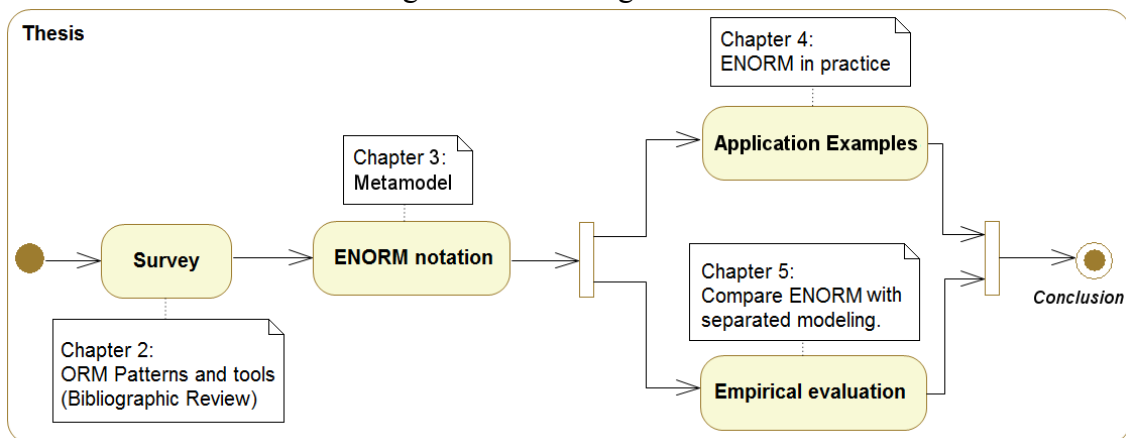 Thesis
Chapter 4:
ENORM in practice
Application Examples
Chapter 3:
Metamodel
Survey
ENORM notation
Chapter 5:
Compare ENORM with
separated modeling.
Conclusion
Chapter 2:
ORM Patterns and tools
(Bibliographic Review)
Empirical evaluation